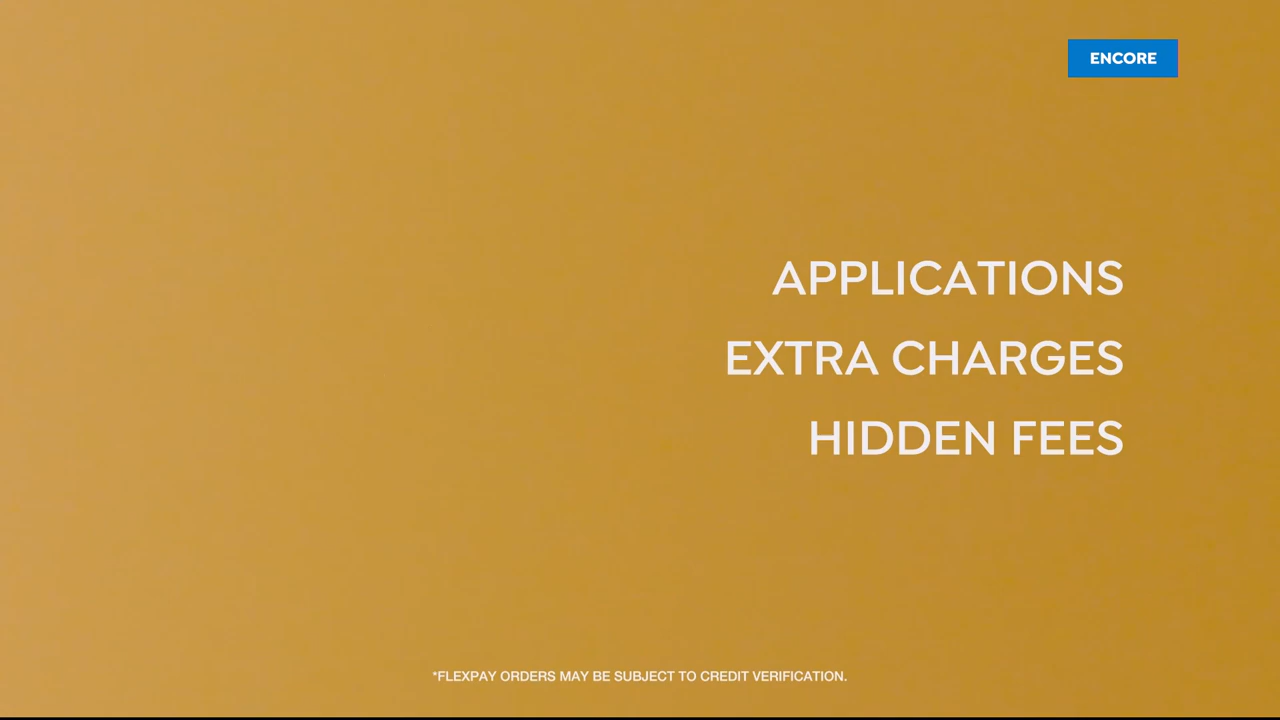 ENCORE
APPLICATIONS
EXTRA CHARGES
HIDDEN FEES
*FLEXPAY ORDERS MAY BE SUBJECT TO CREDIT VERIFICATION.